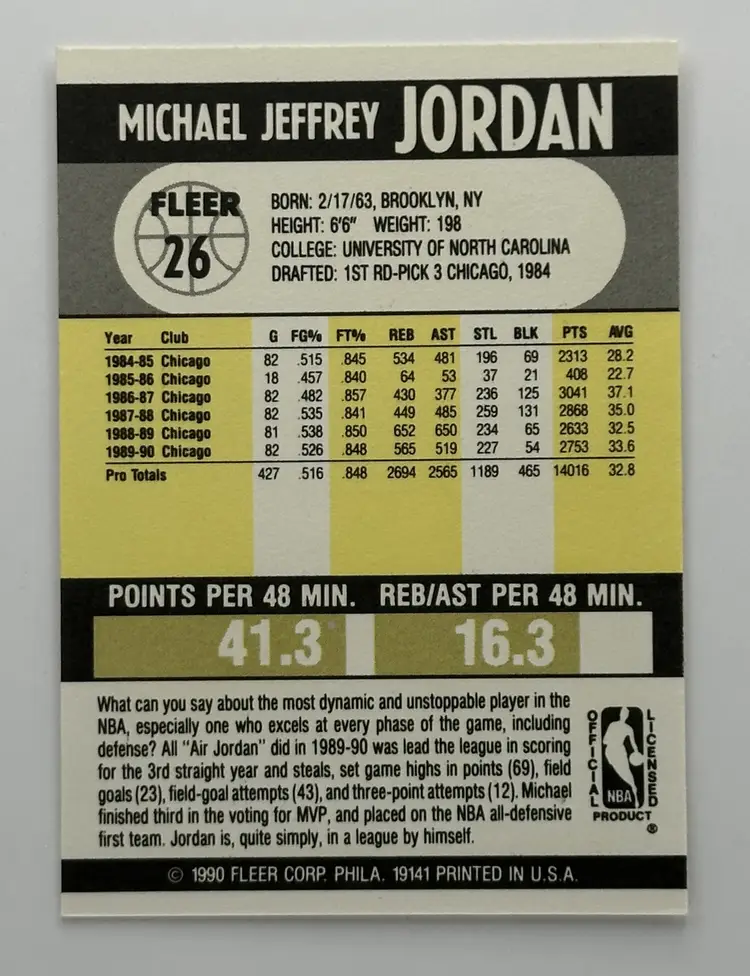 MICHAEL JEFFREY JORDAN
FLEER
26
BORN: 2/17/63, BROOKLYN, NY
HEIGHT: 6'6" WEIGHT: 198
COLLEGE: UNIVERSITY OF NORTH CAROLINA
DRAFTED: 1ST RD-PICK 3 CHICAGO, 1984
Year Club G FG% FT% REB AST STL BLK PTS AVG
1984-85 Chicago 82 .515 .845 534 481 196 69 2313 28.2
1985-86 Chicago 18 .457 .840 64 53 37 21 408 22.7
1986-87 Chicago 82 .482 .857 430 377 236 125 3041 37.1
1987-88 Chicago 82 .535 .841 449 485 259 131 2868 35.0
1988-89 Chicago 81 .538 .850 652 650 234 65 2633 32.5
1989-90 Chicago 82 .526 .848 565 519 227 54 2753 33.6
Pro Totals 427 .516 .848 2694 2565 1189 465 14016 32.8
POINTS PER 48 MIN. REB/AST PER 48 MIN.
41.3 16.3
What can you say about the most dynamic and unstoppable player in the
NBA, especially one who excels at every phase of the game, including
defense? All "Air Jordan" did in 1989-90 was lead the league in scoring
for the 3rd straight year and steals, set game highs in points (69), field
goals (23), field-goal attempts (43), and three-point attempts (12). Michael
finished third in the voting for MVP, and placed on the NBA all-defensive
first team. Jordan is, quite simply, in a league by himself.
OFFICIAL LICENSED
NBA
PRODUCT
®
© 1990 FLEER CORP. PHILA. 19141 PRINTED IN U.S.A.